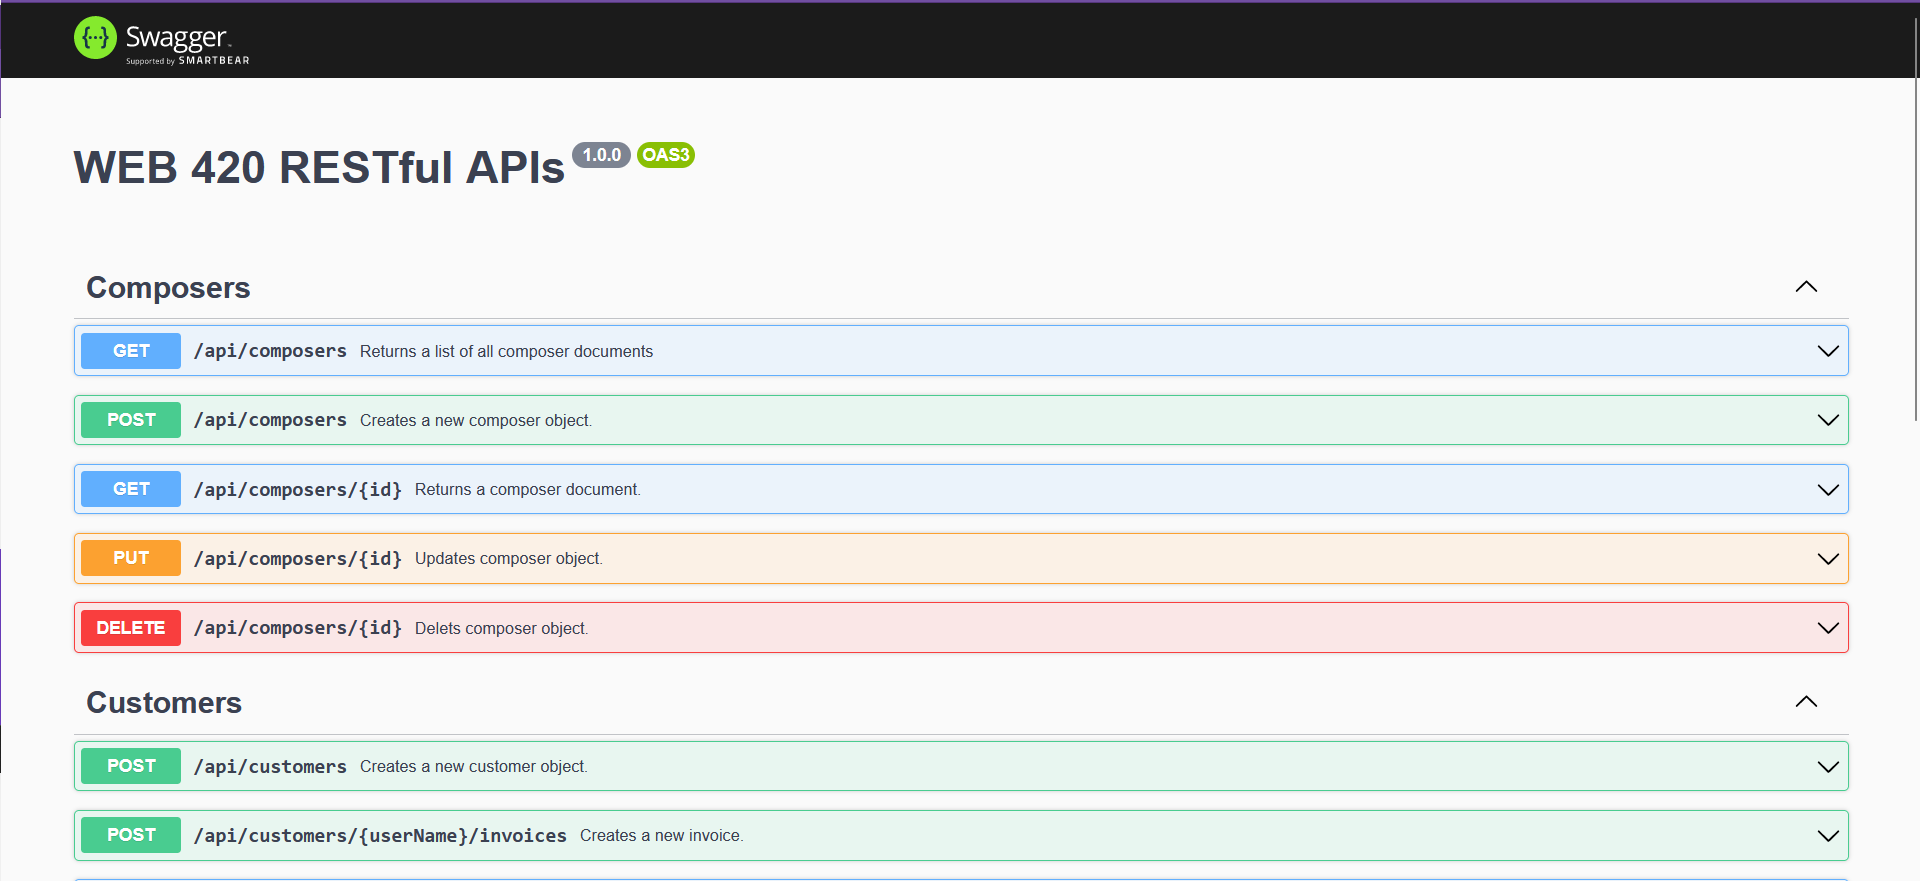 {···} Swagger™
Supported by SMARTBEAR
WEB 420 RESTful APIs 1.0.0 OAS3
Composers
GET /api/composers Returns a list of all composer documents
POST /api/composers Creates a new composer object.
GET /api/composers/{id} Returns a composer document.
PUT /api/composers/{id} Updates composer object.
DELETE /api/composers/{id} Delets composer object.
Customers
POST /api/customers Creates a new customer object.
POST /api/customers/{userName}/invoices Creates a new invoice.